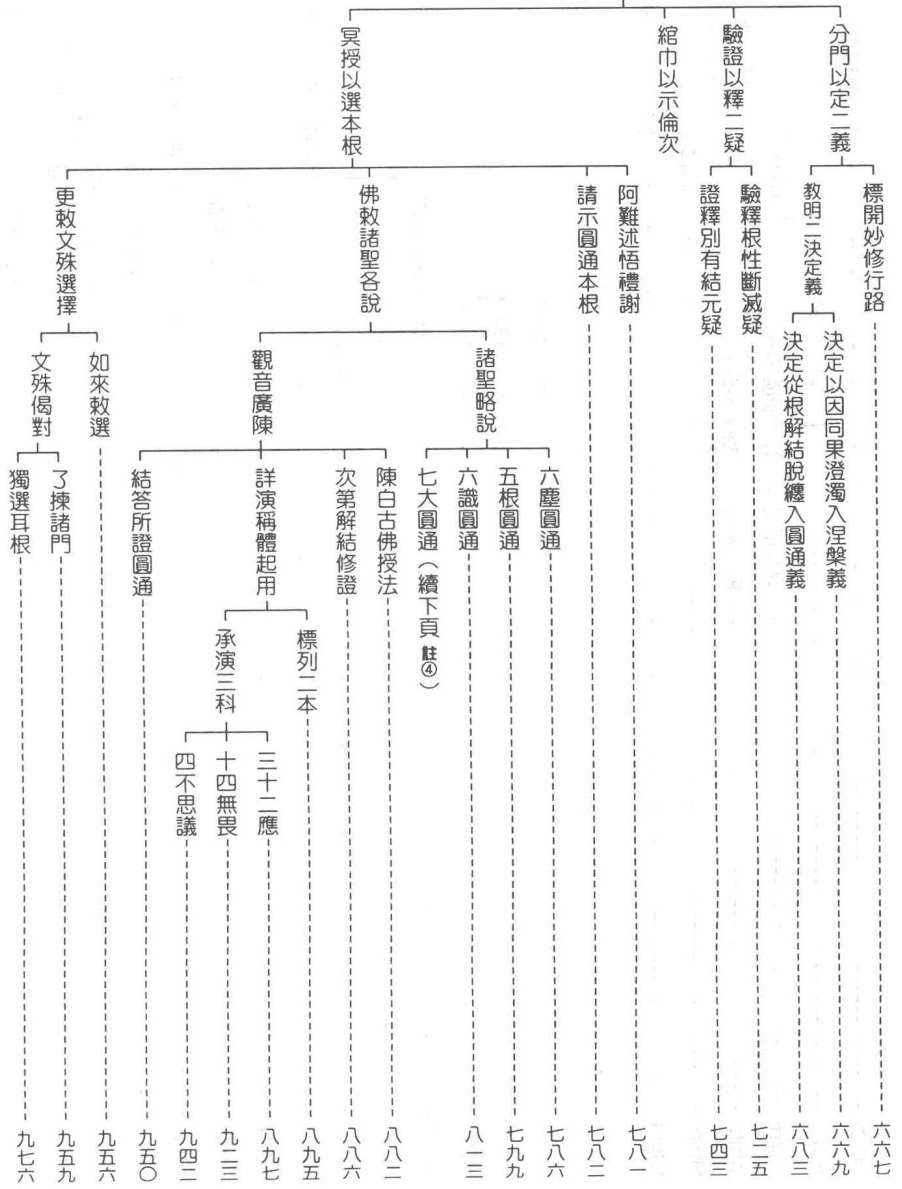 分門以定二義
標開妙修行路
六六七
教明二決定義
決定以因同果澄濁入涅槃義
六六九
決定從根解結脫纏入圓通義
六八三
驗證以釋二疑
驗釋根性斷滅疑
七二五
證釋別有結元疑
七四三
綰巾以示倫次
冥授以選本根
阿難述悟禮謝
七八一
請示圓通本根
七八二
佛敕諸聖各說
諸聖略說
六塵圓通
七八六
五根圓通
七九九
六識圓通
八一三
七大圓通（續下頁 註④）
觀音廣陳
陳白古佛授法
八八二
次第解結修證
八八六
詳演稱體起用
標列二本
八九五
承演三科
三十二應
八九七
十四無畏
九二三
四不思議
九四二
結答所證圓通
九五〇
更敕文殊選擇
如來敕選
九五六
文殊偈對
了揀諸門
九五九
獨選耳根
九七六